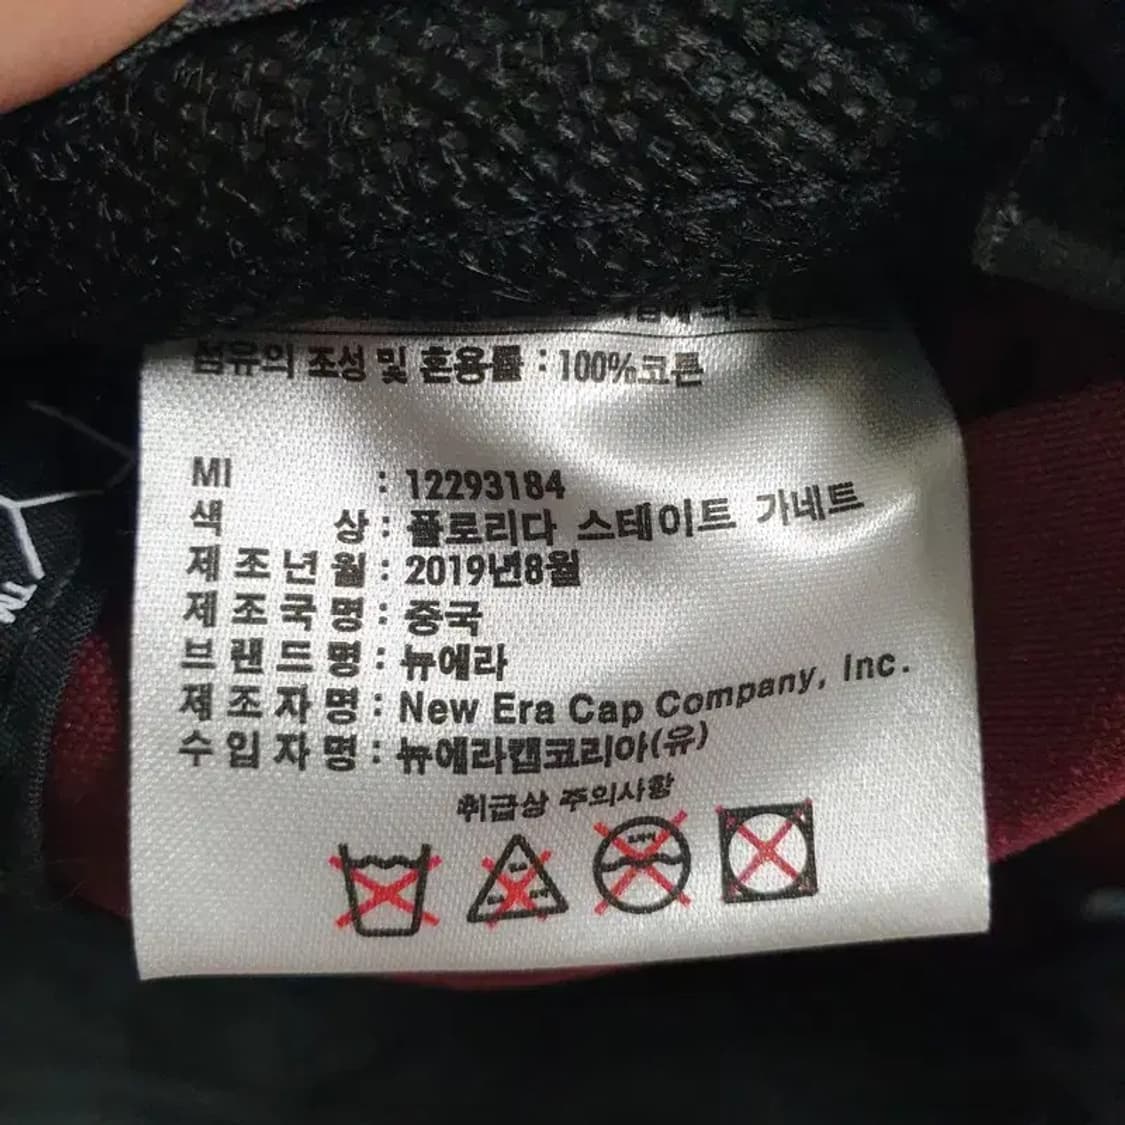 섬유의 조성 및 혼용률 : 100%코튼
MI : 12293184
색 상 : 플로리다 스테이트 가네트
제 조 년 월 : 2019년8월
제 조 국 명 : 중국
브 랜 드 명 : 뉴에라
제 조 자 명 : New Era Cap Company, Inc.
수 입 자 명 : 뉴에라캡코리아(유)
취급상 주의사항
TM